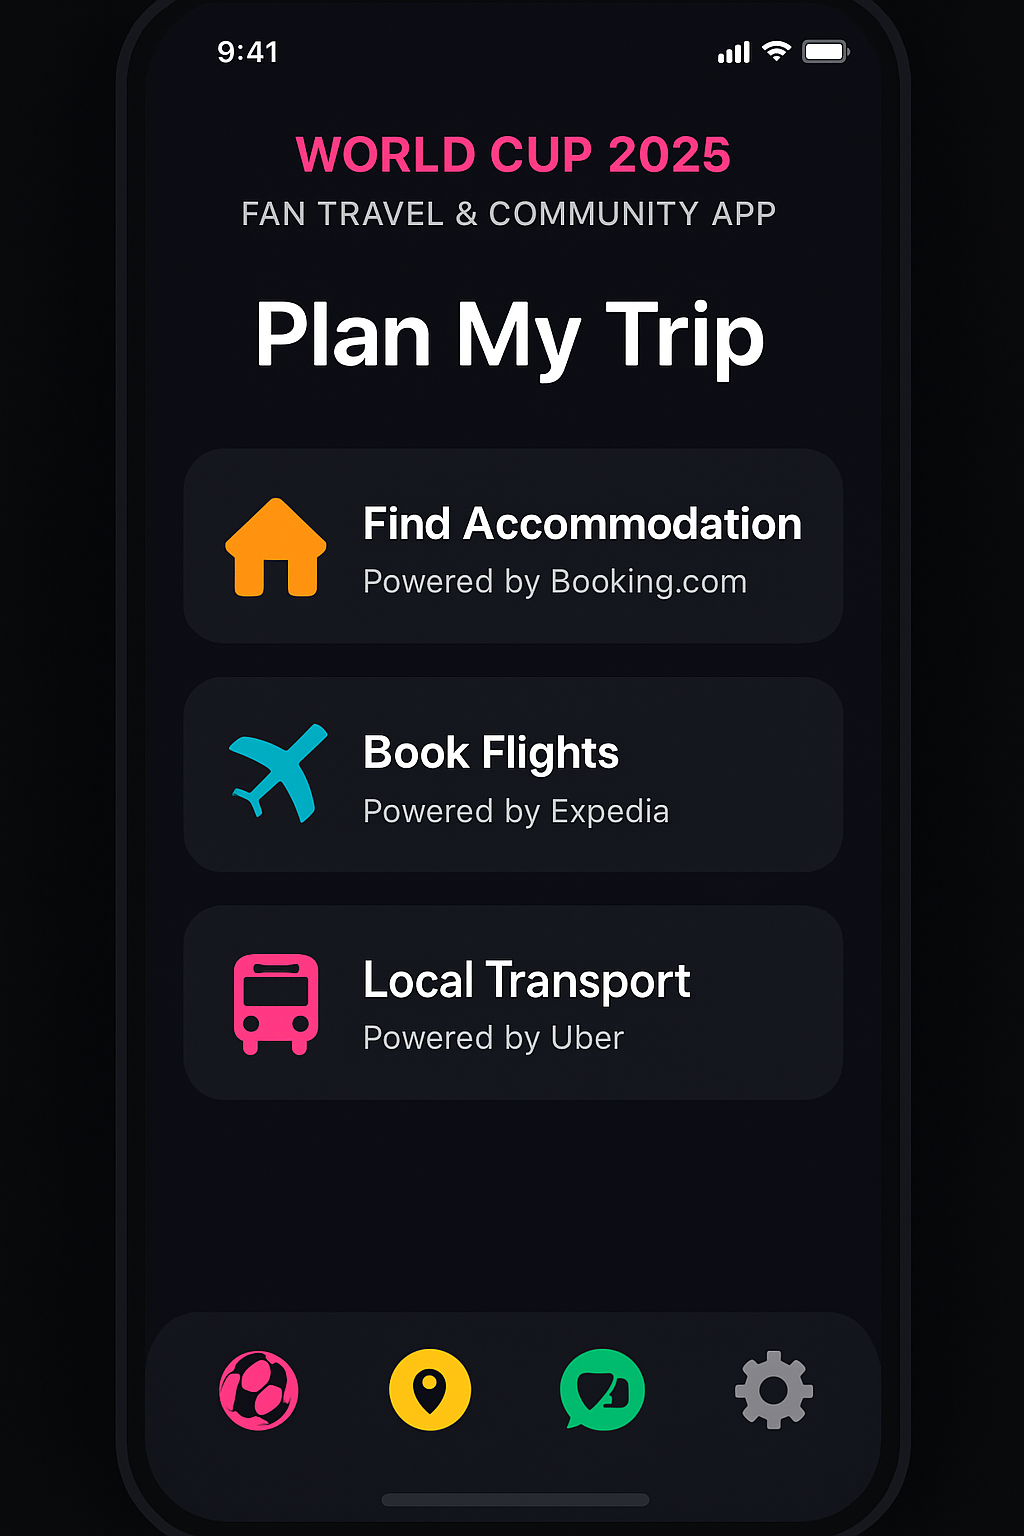 9:41
WORLD CUP 2025
FAN TRAVEL & COMMUNITY APP
Plan My Trip
Find Accommodation
Powered by Booking.com
Book Flights
Powered by Expedia
Local Transport
Powered by Uber